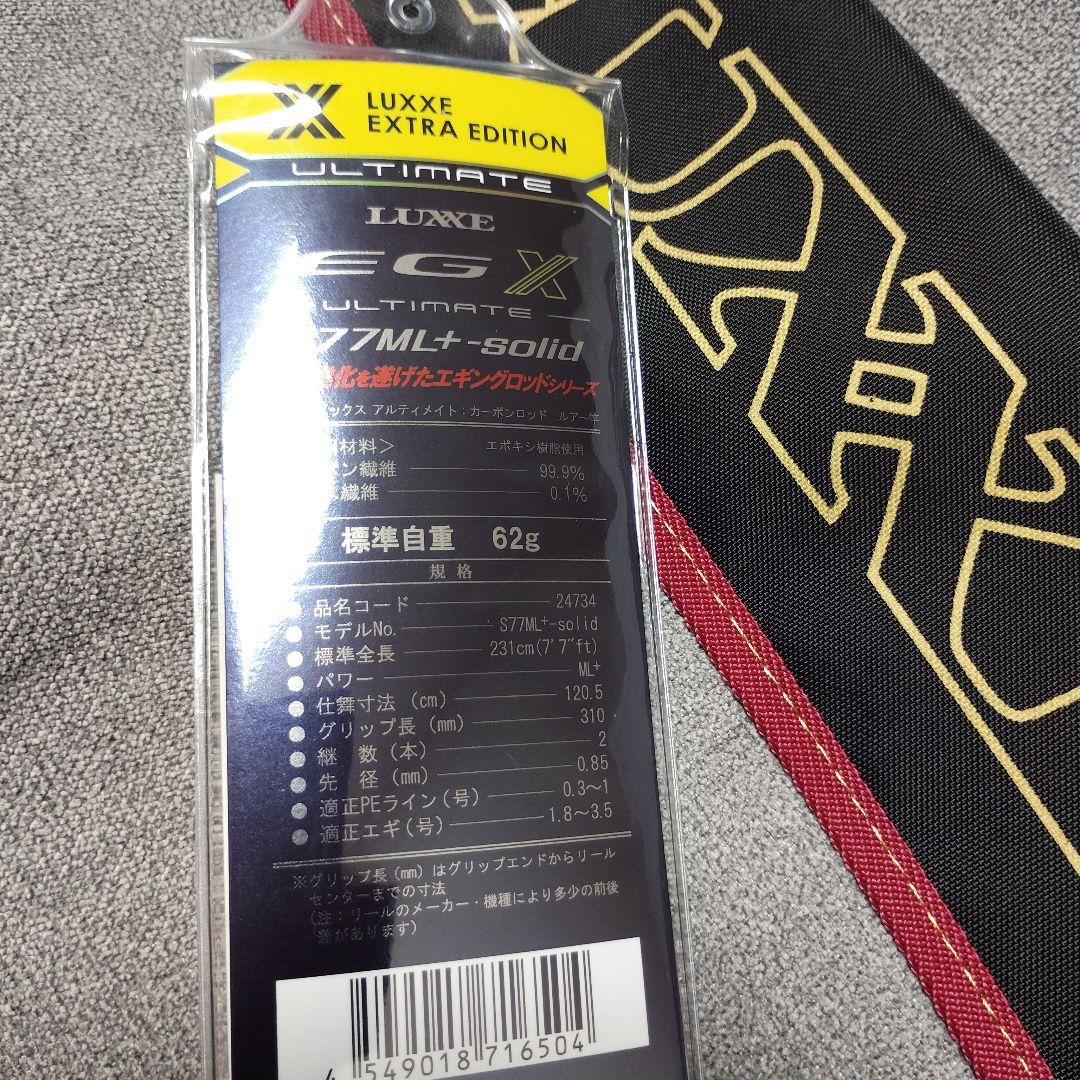 LUXXE
EXTRA EDITION
ULTIMATE
LUXXE
EG X
ULTIMATE
S77ML+-solid
化を遂げたエギングロッドシリーズ
ックス アルティメイト：カーボンロッド ルアー竿
材料＞ エポキシ樹脂使用
ン繊維 99.9%
繊維 0.1%
標準自重 62g
規格
● 品名コード 24734
● モデルNo. S77ML+-solid
● 標準全長 231cm(7'7"ft)
● パワー ML+
● 仕舞寸法 (cm) 120.5
● グリップ長 (mm) 310
● 継 数 (本) 2
● 先 径 (mm) 0.85
● 適正PEライン(号) 0.3～1
● 適正エギ(号) 1.8～3.5
※グリップ長(mm)はグリップエンドからリール
センターまでの寸法
(注：リールのメーカー・機種により多少の前後
差があります)
4 549018 716504